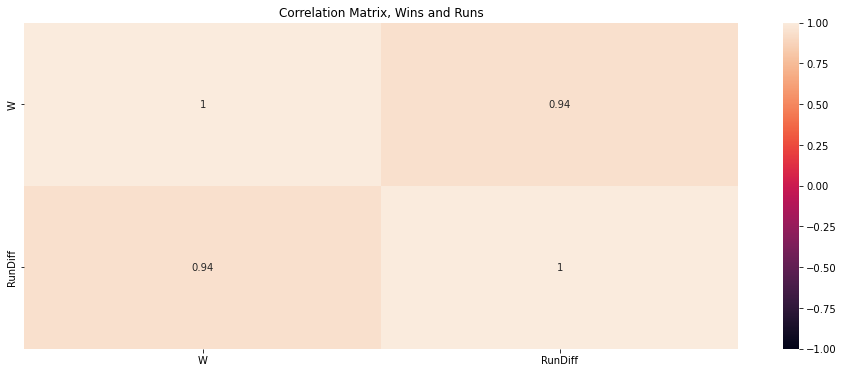 Correlation Matrix, Wins and Runs
W
1
0.94
RunDiff
0.94
1
W
RunDiff
1.00
0.75
0.50
0.25
0.00
−0.25
−0.50
−0.75
−1.00